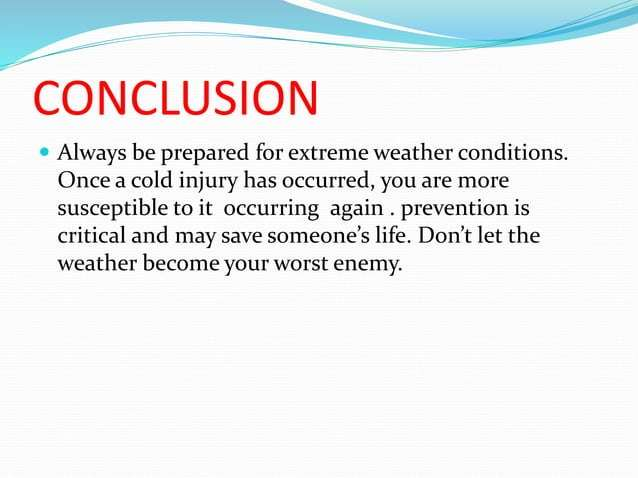 CONCLUSION
Always be prepared for extreme weather conditions.
Once a cold injury has occurred, you are more
susceptible to it  occurring  again . prevention is
critical and may save someone’s life. Don’t let the
weather become your worst enemy.